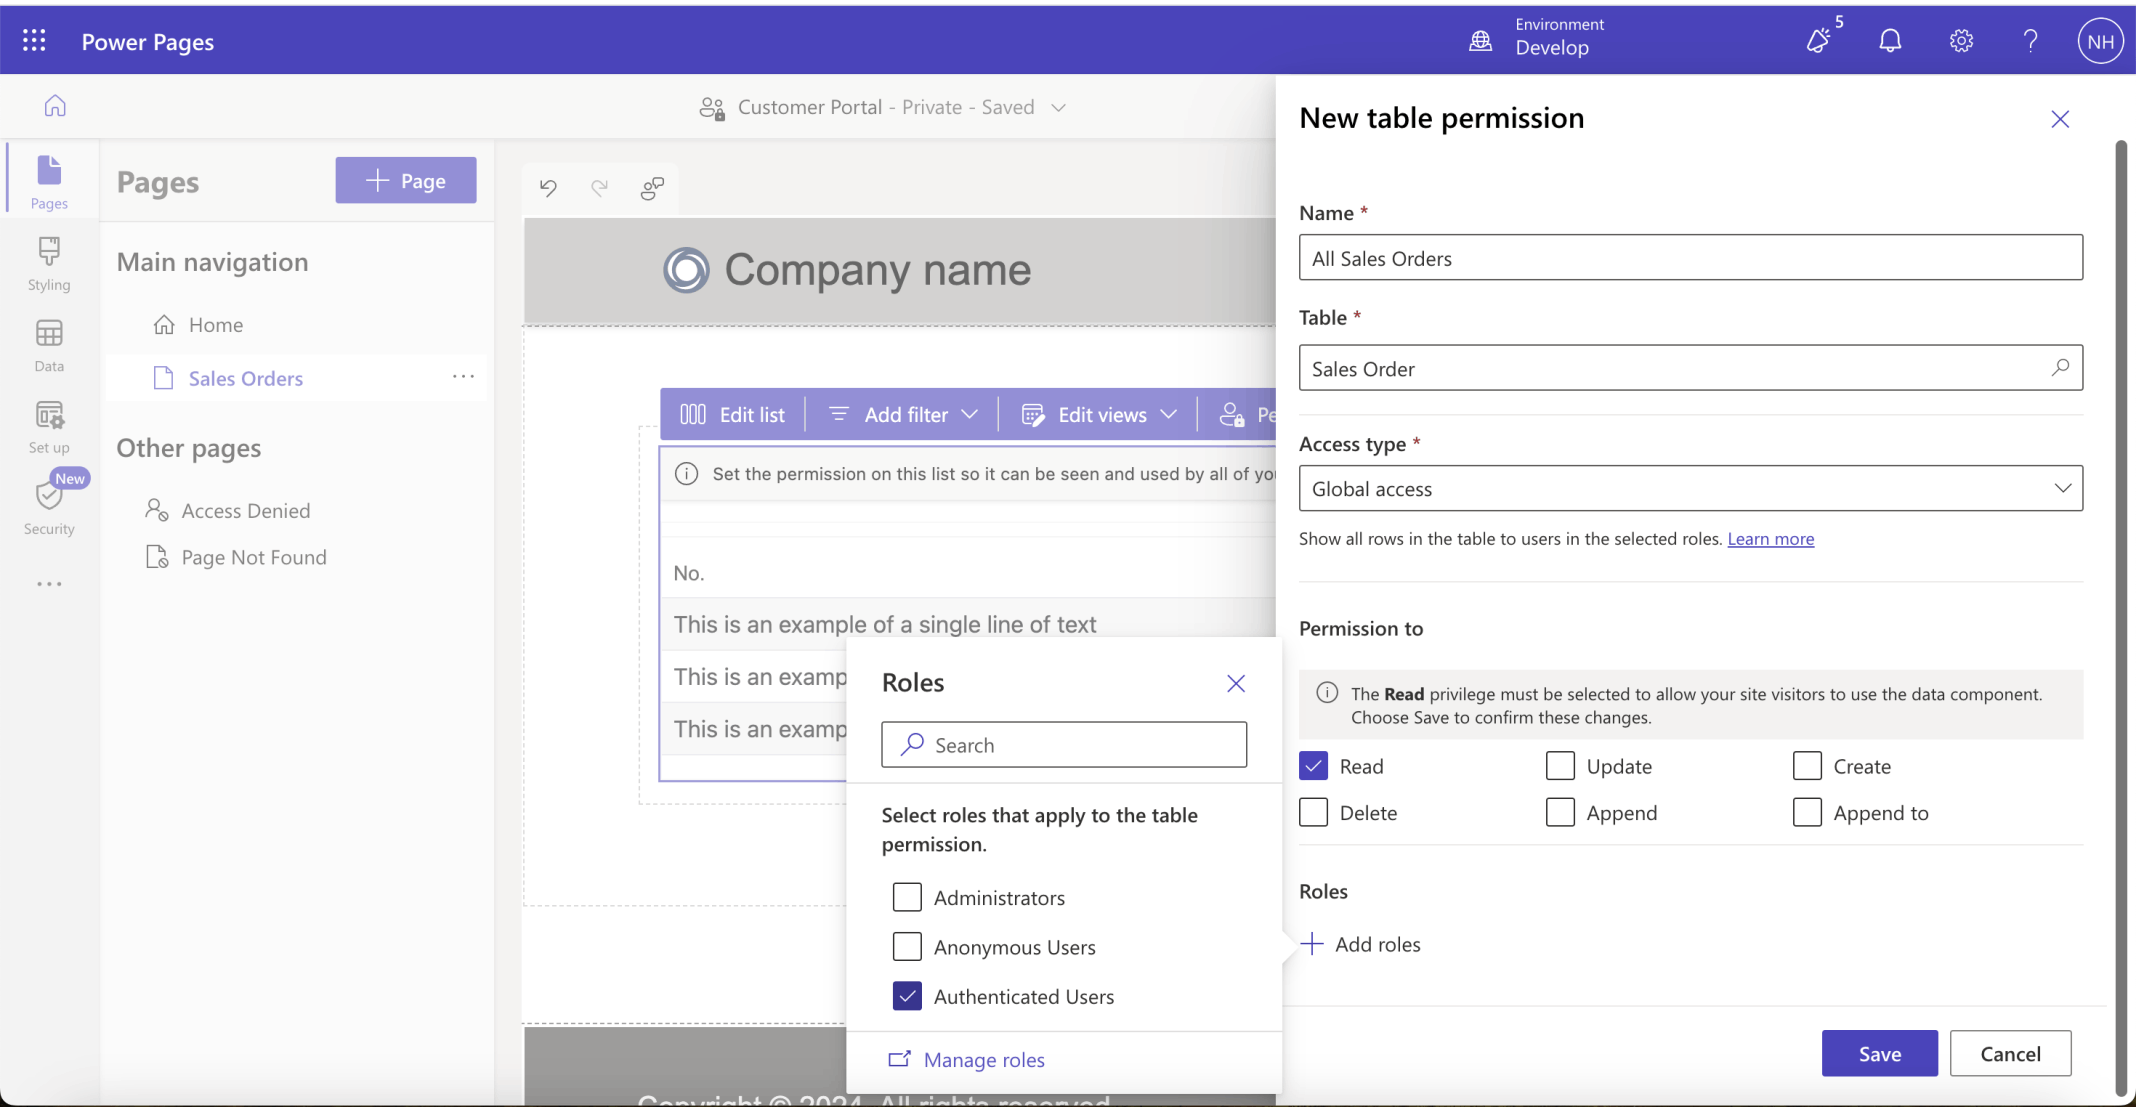 Power Pages
Environment
Develop
5
NH
Customer Portal - Private - Saved
Pages
Styling
Data
Set up
New
Security
Pages
Page
Main navigation
Home
Sales Orders
Other pages
Access Denied
Page Not Found
Company name
Edit list
Add filter
Edit views
Pe
Set the permission on this list so it can be seen and used by all of yo
No.
This is an example of a single line of text
This is an examp
This is an examp
Copyright © 2024. All rights reserved.
Roles
Search
Select roles that apply to the table
permission.
Administrators
Anonymous Users
Authenticated Users
Manage roles
New table permission
Name *
All Sales Orders
Table *
Sales Order
Access type *
Global access
Show all rows in the table to users in the selected roles. Learn more
Permission to
The Read privilege must be selected to allow your site visitors to use the data component.
Choose Save to confirm these changes.
Read
Update
Create
Delete
Append
Append to
Roles
Add roles
Save
Cancel